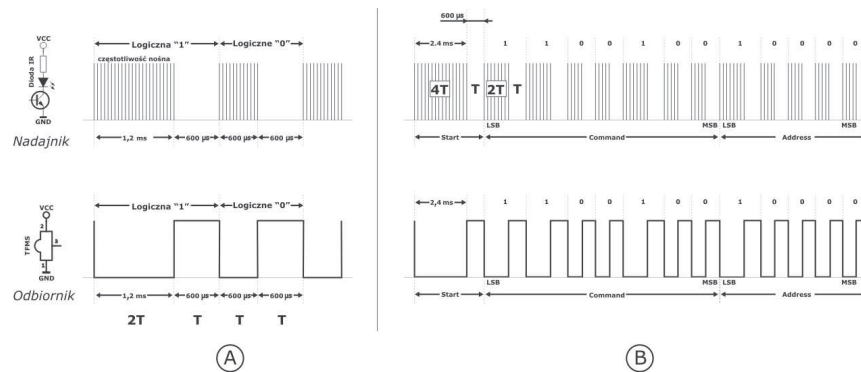 VCC
Dioda IR
GND
Nadajnik
Logiczna “1”
Logiczne “0”
częstotliwość nośna
1,2 ms
600 µs
600 µs
600 µs
VCC
2
TFMS
3
1
GND
Odbiornik
Logiczna “1”
Logiczne “0”
1,2 ms
600 µs
600 µs
600 µs
2T
T
T
T
A
600 µs
2.4 ms
1 1 0 0 1 0 0 1 0 0 0 0
4T
T
2T
T
LSB
MSB
LSB
MSB
Start
Command
Address
2,4 ms
1 1 0 0 1 0 0 1 0 0 0 0
LSB
MSB
LSB
MSB
Start
Command
Address
B